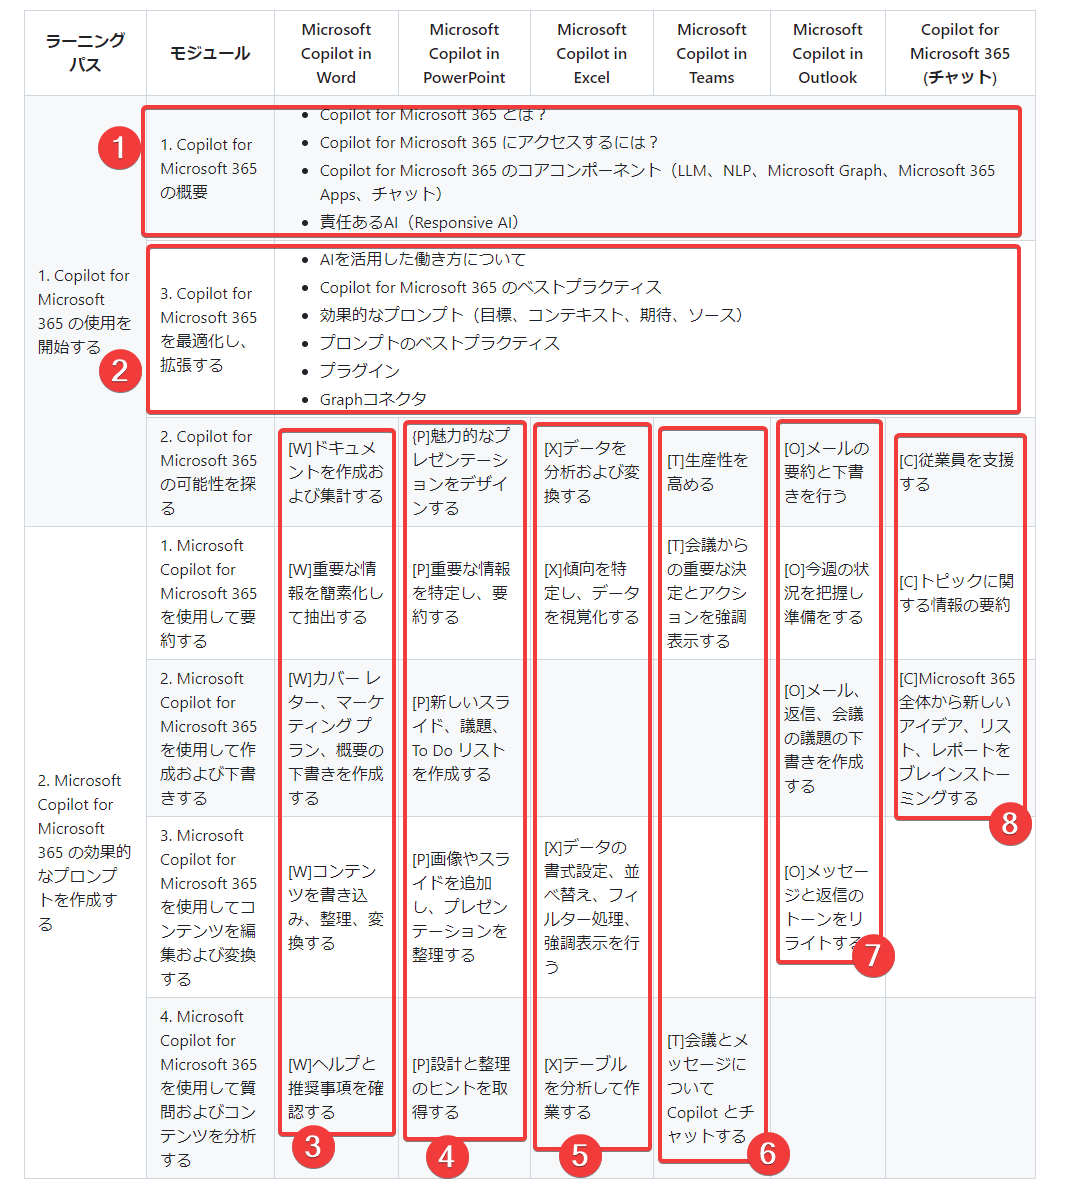 ラーニング
パス
モジュール
Microsoft
Copilot in
Word
Microsoft
Copilot in
PowerPoint
Microsoft
Copilot in
Excel
Microsoft
Copilot in
Teams
Microsoft
Copilot in
Outlook
Copilot for
Microsoft 365
(チャット)
1. Copilot for
Microsoft
365 の使用を
開始する
1
1. Copilot for
Microsoft 365
の概要
Copilot for Microsoft 365 とは？
Copilot for Microsoft 365 にアクセスするには？
Copilot for Microsoft 365 のコアコンポーネント（LLM、NLP、Microsoft Graph、Microsoft 365
Apps、チャット）
責任あるAI（Responsive AI）
2
3. Copilot for
Microsoft 365
を最適化し、
拡張する
AIを活用した働き方について
Copilot for Microsoft 365 のベストプラクティス
効果的なプロンプト（目標、コンテキスト、期待、ソース）
プロンプトのベストプラクティス
プラグイン
Graphコネクタ
2. Copilot for
Microsoft 365
の可能性を探
る
[W]ドキュメ
ントを作成お
よび集計する
{P]魅力的なプ
レゼンテーシ
ョンをデザイ
ンする
[X]データを
分析および変
換する
[T]生産性を
高める
[O]メールの
要約と下書
きを行う
[C]従業員を支援
する
2. Microsoft
Copilot for
Microsoft
365 の効果的
なプロンプ
トを作成す
る
1. Microsoft
Copilot for
Microsoft 365
を使用して要
約する
[W]重要な情
報を簡素化し
て抽出する
[P]重要な情報
を特定し、要
約する
[X]傾向を特
定し、データ
を視覚化する
[T]会議から
の重要な決
定とアクシ
ョンを強調
表示する
[O]今週の状
況を把握し
準備をする
[C]トピックに関
する情報の要約
2. Microsoft
Copilot for
Microsoft 365
を使用して作
成および下書
きする
[W]カバー レ
ター、マーケ
ティング プ
ラン、概要の
下書きを作成
する
[P]新しいスラ
イド、議題、
To Do リスト
を作成する
[O]メール、
返信、会議
の議題の下
書きを作成
する
[C]Microsoft 365
全体から新しい
アイデア、リス
ト、レポートを
ブレインストー
ミングする
8
3. Microsoft
Copilot for
Microsoft 365
を使用してコ
ンテンツを編
集および変換
する
[W]コンテン
ツを書き込
み、整理、変
換する
[P]画像やスラ
イドを追加
し、プレゼン
テーションを
整理する
[X]データの
書式設定、並
べ替え、フィ
ルター処理、
強調表示を行
う
[O]メッセー
ジと返信の
トーンをリ
ライトする
7
4. Microsoft
Copilot for
Microsoft 365
を使用して質
問およびコン
テンツを分析
する
[W]ヘルプと
推奨事項を確
認する
3
[P]設計と整理
のヒントを取
得する
4
[X]テーブル
を分析して作
業する
5
[T]会議とメ
ッセージに
ついて
Copilot とチ
ャットする
6